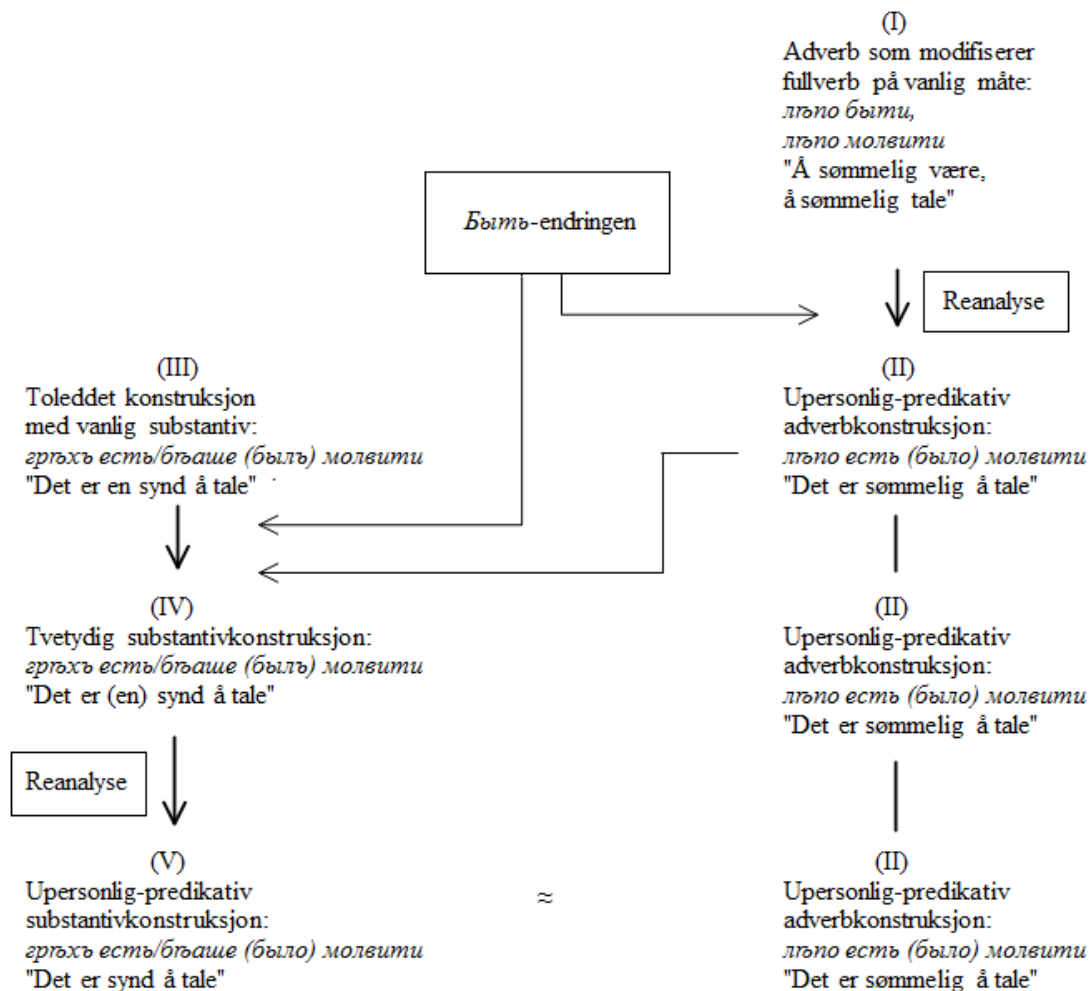 (I)
Adverb som modifiserer
fullverb på vanlig måte:
лѣпо быти,
лѣпо молвити
"Å sømmelig være,
å sømmelig tale"
Быть-endringen
Reanalyse
(III)
Toleddet konstruksjon
med vanlig substantiv:
грѣхъ есть/бѣаше (былъ) молвити
"Det er en synd å tale"
(II)
Upersonlig-predikativ
adverbkonstruksjon:
лѣпо есть (было) молвити
"Det er sømmelig å tale"
(IV)
Tvetydig substantivkonstruksjon:
грѣхъ есть/бѣаше (былъ) молвити
"Det er (en) synd å tale"
(II)
Upersonlig-predikativ
adverbkonstruksjon:
лѣпо есть (было) молвити
"Det er sømmelig å tale"
Reanalyse
(V)
Upersonlig-predikativ
substantivkonstruksjon:
грѣхъ есть/бѣаше (было) молвити
"Det er synd å tale"
≈
(II)
Upersonlig-predikativ
adverbkonstruksjon:
лѣпо есть (было) молвити
"Det er sømmelig å tale"